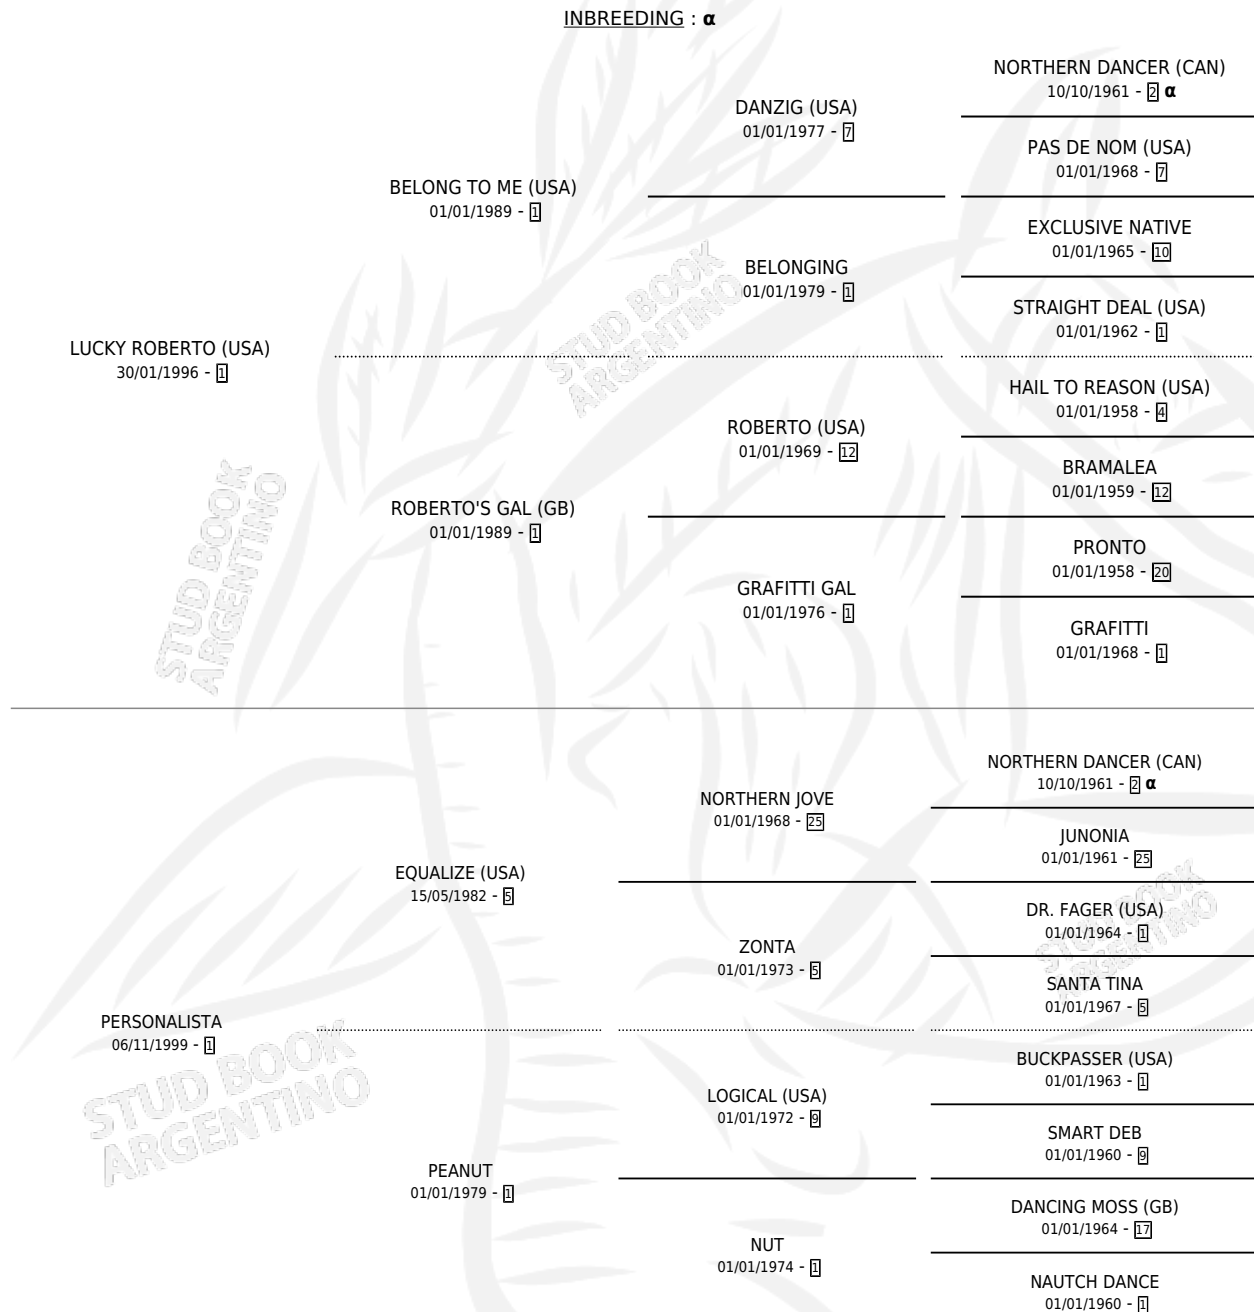 INBREEDING : α
NORTHERN DANCER (CAN)
10/10/1961 - 2 α
DANZIG (USA)
01/01/1977 - 7
PAS DE NOM (USA)
01/01/1968 - 7
BELONG TO ME (USA)
01/01/1989 - 1
EXCLUSIVE NATIVE
01/01/1965 - 10
BELONGING
01/01/1979 - 1
STRAIGHT DEAL (USA)
01/01/1962 - 1
LUCKY ROBERTO (USA)
30/01/1996 - 1
HAIL TO REASON (USA)
01/01/1958 - 4
ROBERTO (USA)
01/01/1969 - 12
BRAMALEA
01/01/1959 - 12
ROBERTO'S GAL (GB)
01/01/1989 - 1
PRONTO
01/01/1958 - 20
GRAFITTI GAL
01/01/1976 - 1
GRAFITTI
01/01/1968 - 1
NORTHERN DANCER (CAN)
10/10/1961 - 2 α
NORTHERN JOVE
01/01/1968 - 25
JUNONIA
01/01/1961 - 25
EQUALIZE (USA)
15/05/1982 - 5
DR. FAGER (USA)
01/01/1964 - 1
ZONTA
01/01/1973 - 5
SANTA TINA
01/01/1967 - 5
PERSONALISTA
06/11/1999 - 1
BUCKPASSER (USA)
01/01/1963 - 1
LOGICAL (USA)
01/01/1972 - 9
SMART DEB
01/01/1960 - 9
PEANUT
01/01/1979 - 1
DANCING MOSS (GB)
01/01/1964 - 17
NUT
01/01/1974 - 1
NAUTCH DANCE
01/01/1960 - 1
STUD BOOK
ARGENTINO
STUD BOOK
ARGENTINO
STUD BOOK
ARGENTINO
STUD BOOK
ARGENTINO